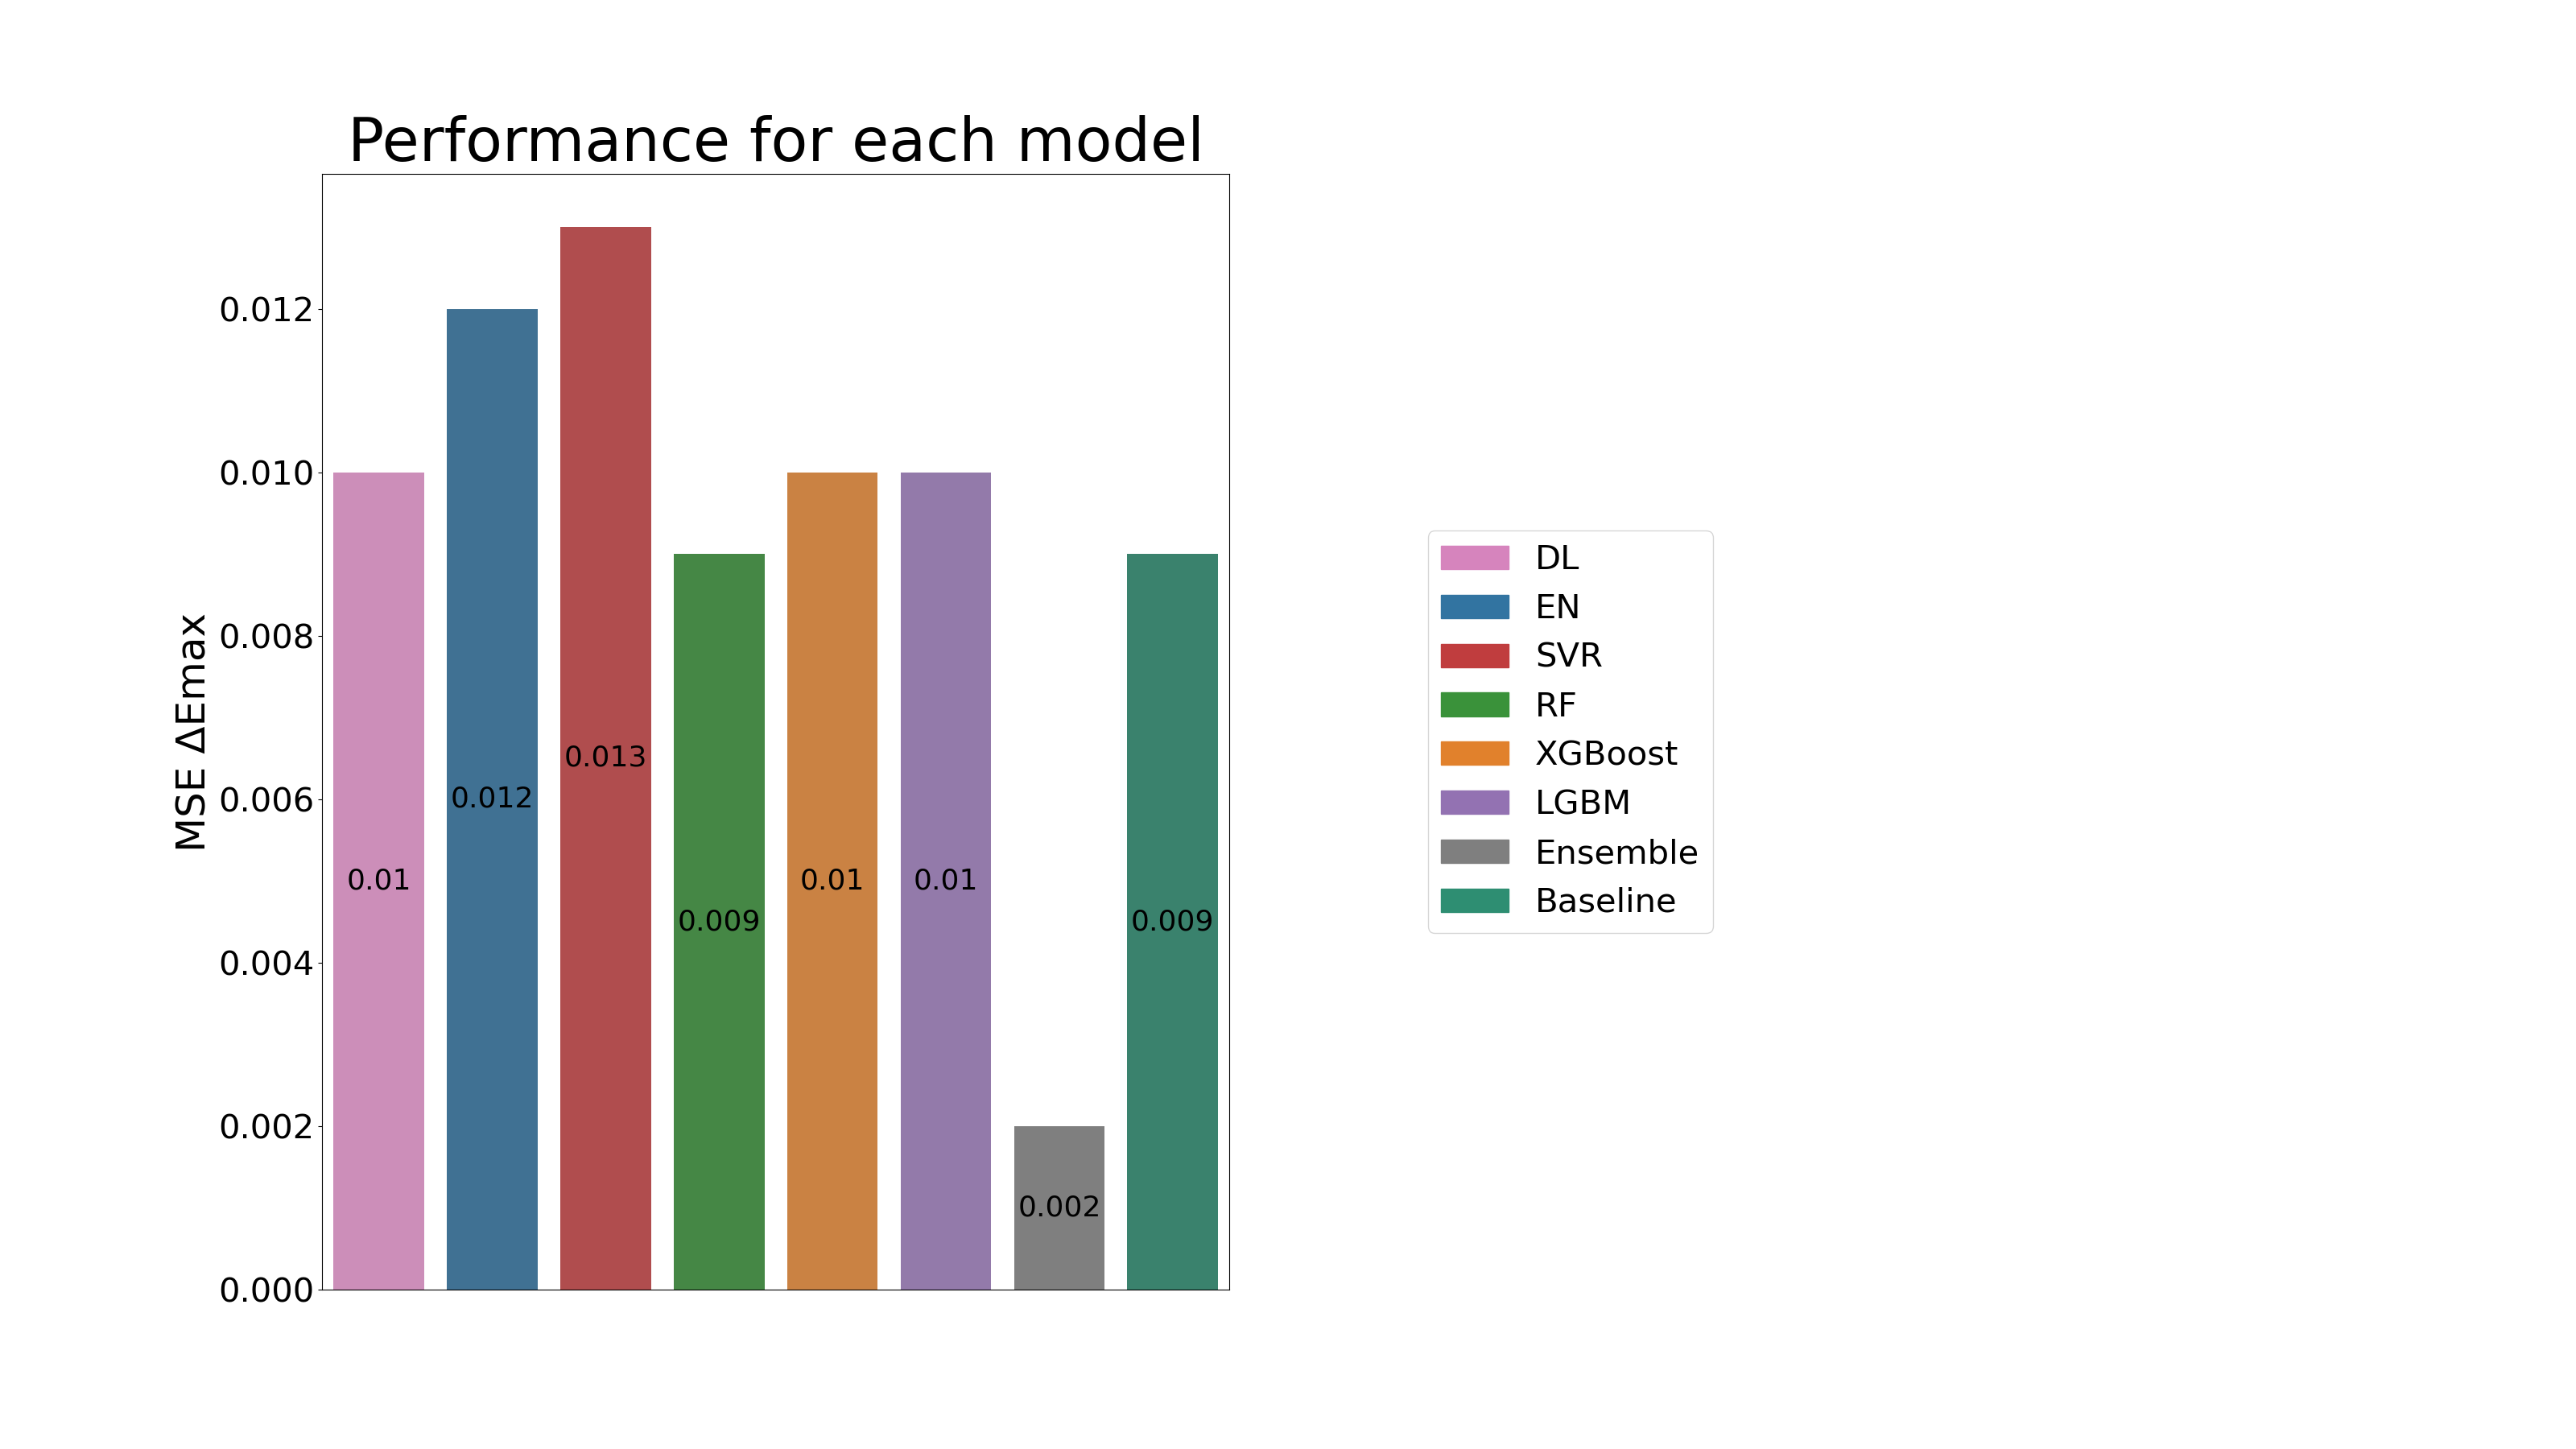 Performance for each model
MSE ΔEmax
0.012
0.010
0.008
0.006
0.004
0.002
0.000
0.01
0.012
0.013
0.009
0.01
0.01
0.002
0.009
DL
EN
SVR
RF
XGBoost
LGBM
Ensemble
Baseline